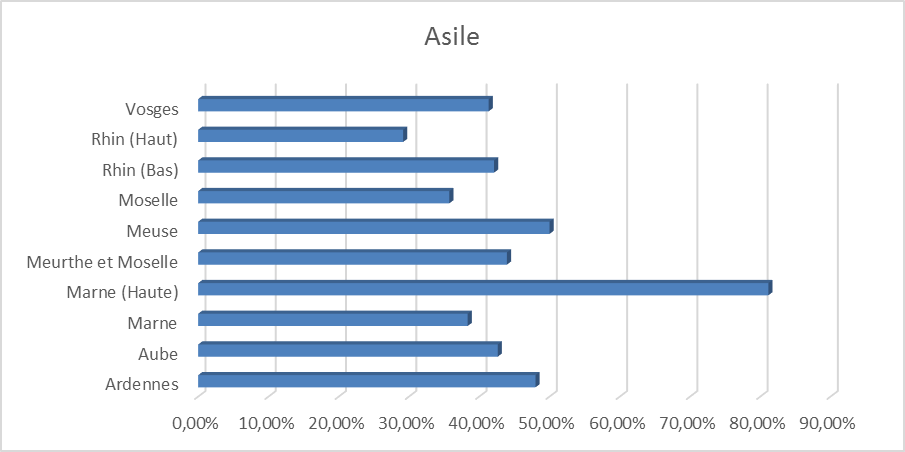 Asile
Vosges
Rhin (Haut)
Rhin (Bas)
Moselle
Meuse
Meurthe et Moselle
Marne (Haute)
Marne
Aube
Ardennes
0,00% 10,00% 20,00% 30,00% 40,00% 50,00% 60,00% 70,00% 80,00% 90,00%